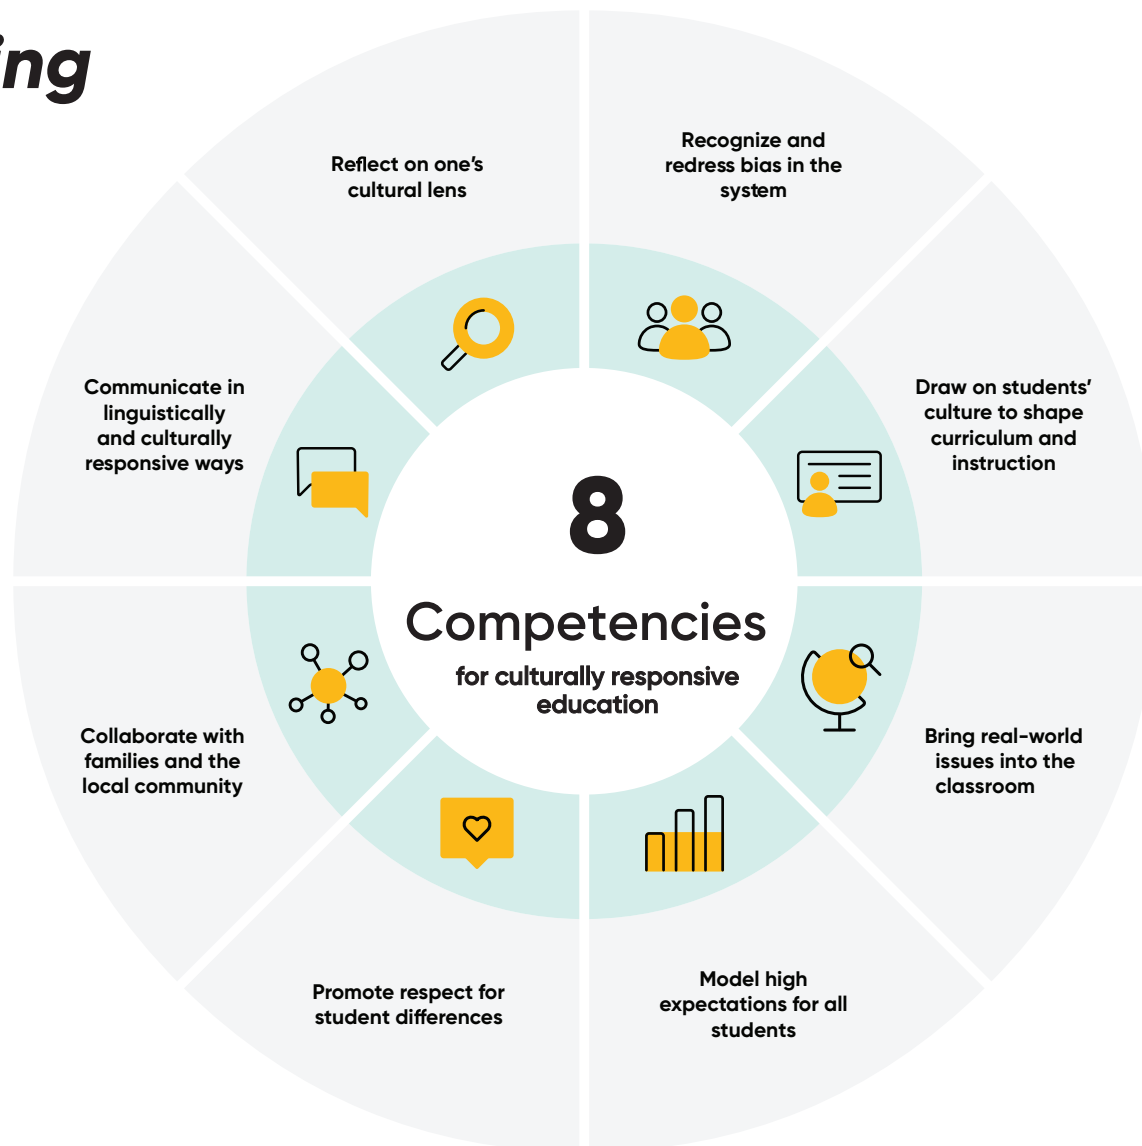 ing
Reflect on one’s
cultural lens
Recognize and
redress bias in the
system
Draw on students’
culture to shape
curriculum and
instruction
Bring real-world
issues into the
classroom
Model high
expectations for all
students
Promote respect for
student differences
Collaborate with
families and the
local community
Communicate in
linguistically
and culturally
responsive ways
8
Competencies
for culturally responsive
education